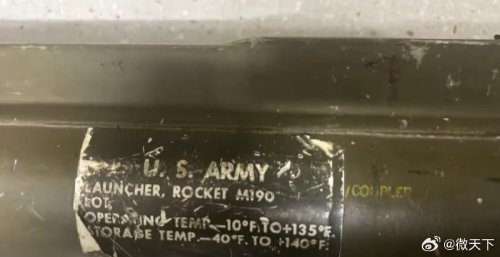 U. S. ARMY
LAUNCHER, ROCKET M190
/COUPLER
LOT
OPERATING TEMP.—10°F. TO+135°F.
STORAGE TEMP.—40°F. TO +140°F.
@微天下